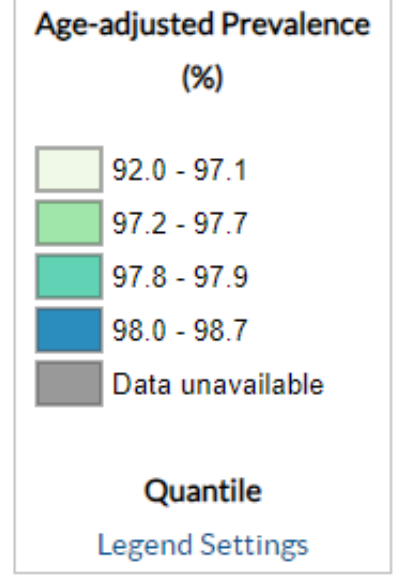 Age-adjusted Prevalence
(%)
92.0 - 97.1
97.2 - 97.7
97.8 - 97.9
98.0 - 98.7
Data unavailable
Quantile
Legend Settings